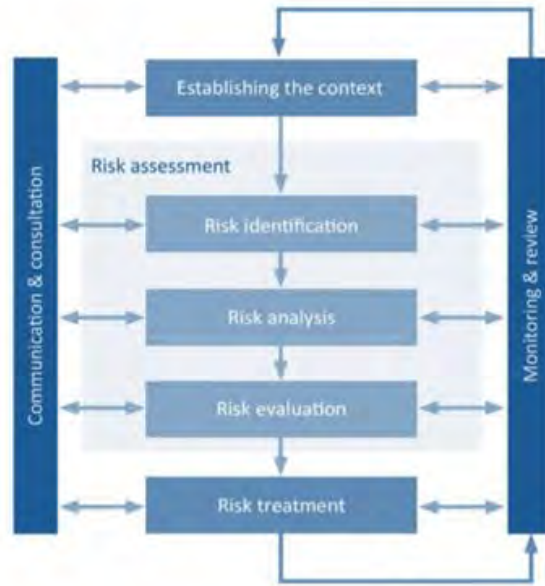 Establishing the context
Risk assessment
Risk identification
Risk analysis
Risk evaluation
Risk treatment
Communication & consultation
Monitoring & review